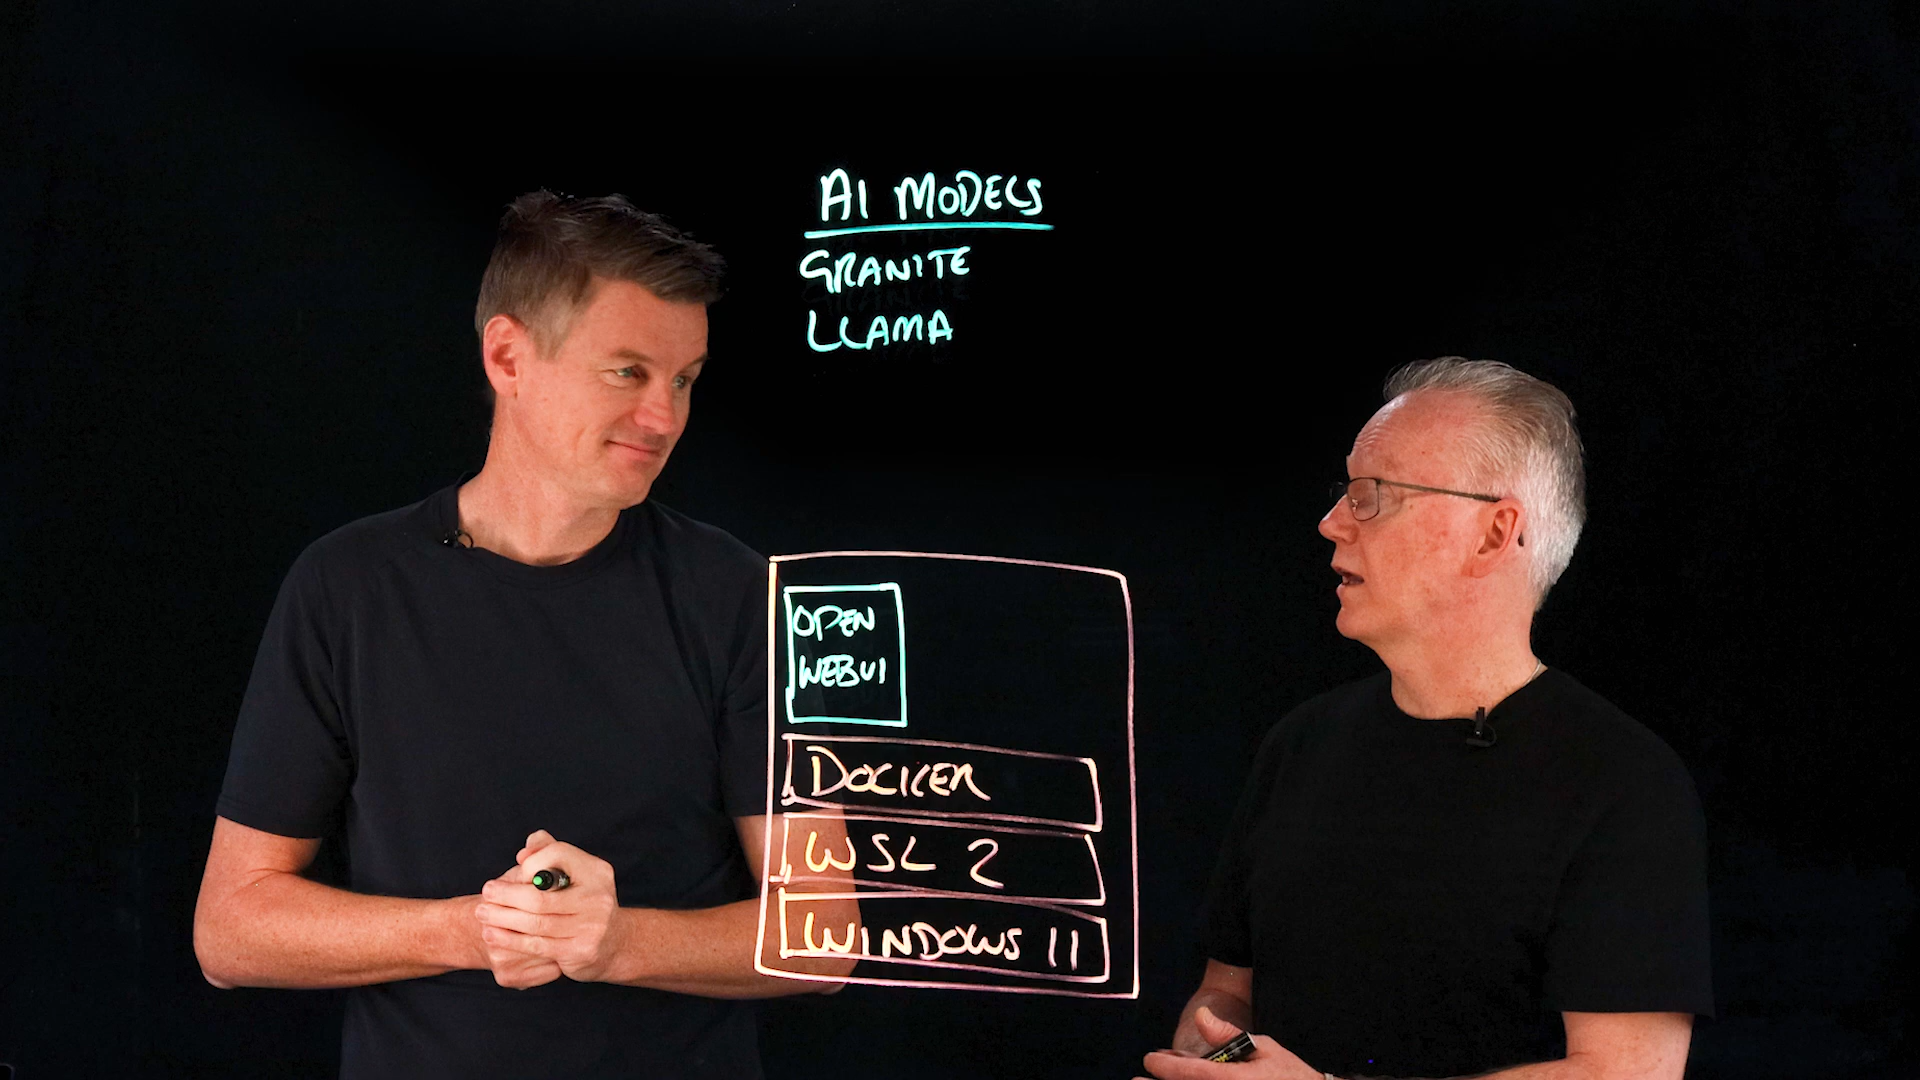 AI MODELS
GRANITE
LLAMA
OPEN
WEBUI
DOCKER
WSL 2
WINDOWS 11